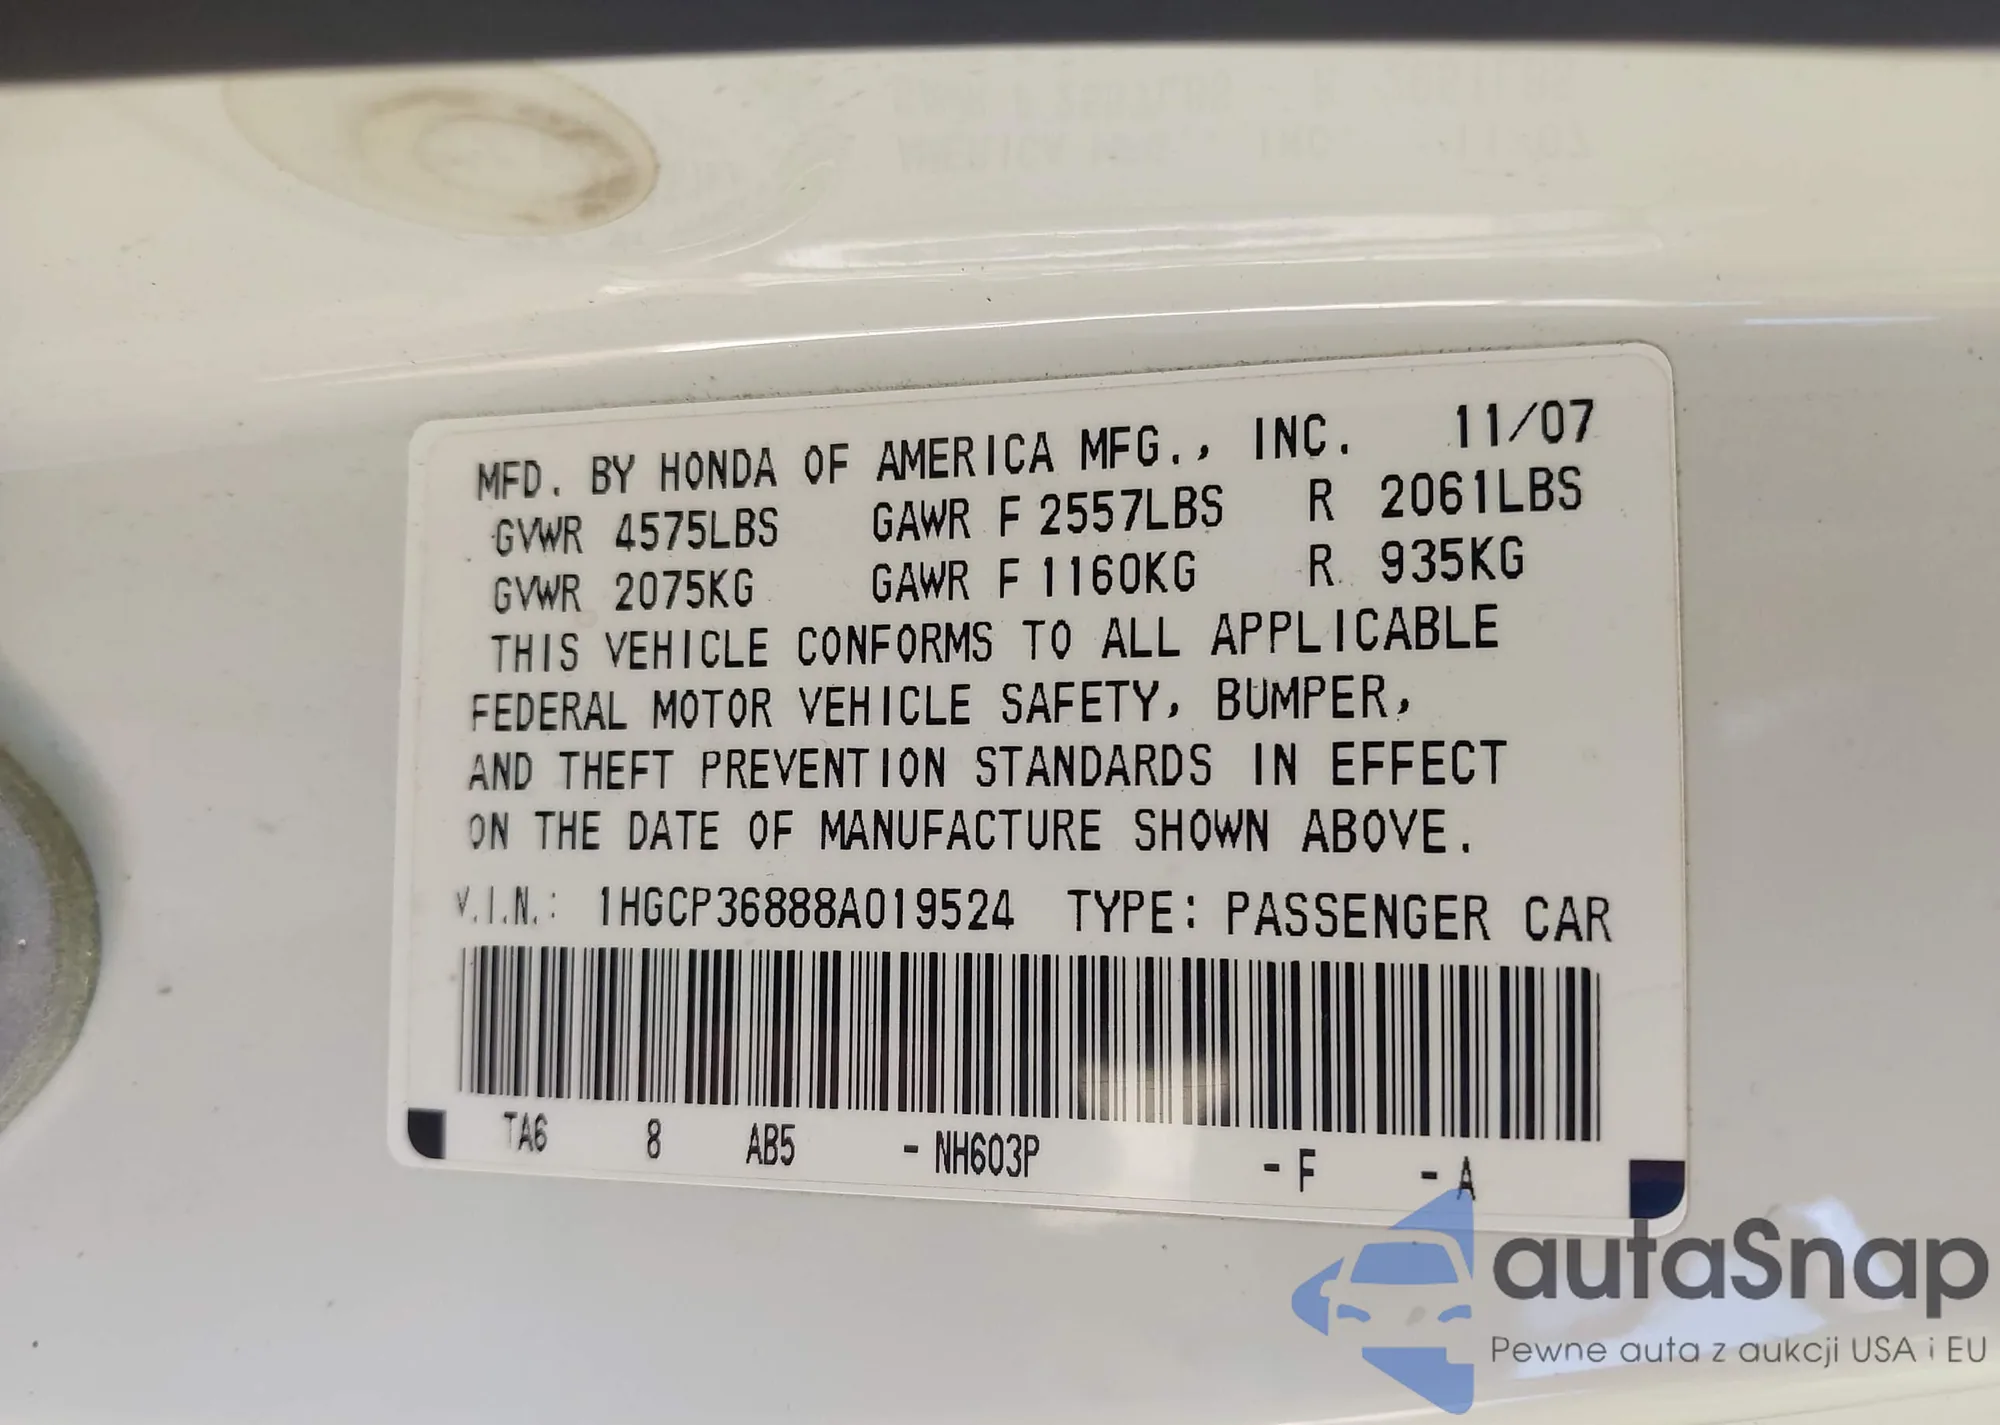 MFD. BY HONDA OF AMERICA MFG., INC. 11/07
GVWR 4575LBS GAWR F 2557LBS R 2061LBS
GVWR 2075KG GAWR F 1160KG R 935KG
THIS VEHICLE CONFORMS TO ALL APPLICABLE
FEDERAL MOTOR VEHICLE SAFETY, BUMPER,
AND THEFT PREVENTION STANDARDS IN EFFECT
ON THE DATE OF MANUFACTURE SHOWN ABOVE.
V.I.N.: 1HGCP36888A019524 TYPE: PASSENGER CAR
TA6 8 AB5 -NH603P -F -A
autaSnap
Pewne auta z aukcji USA i EU